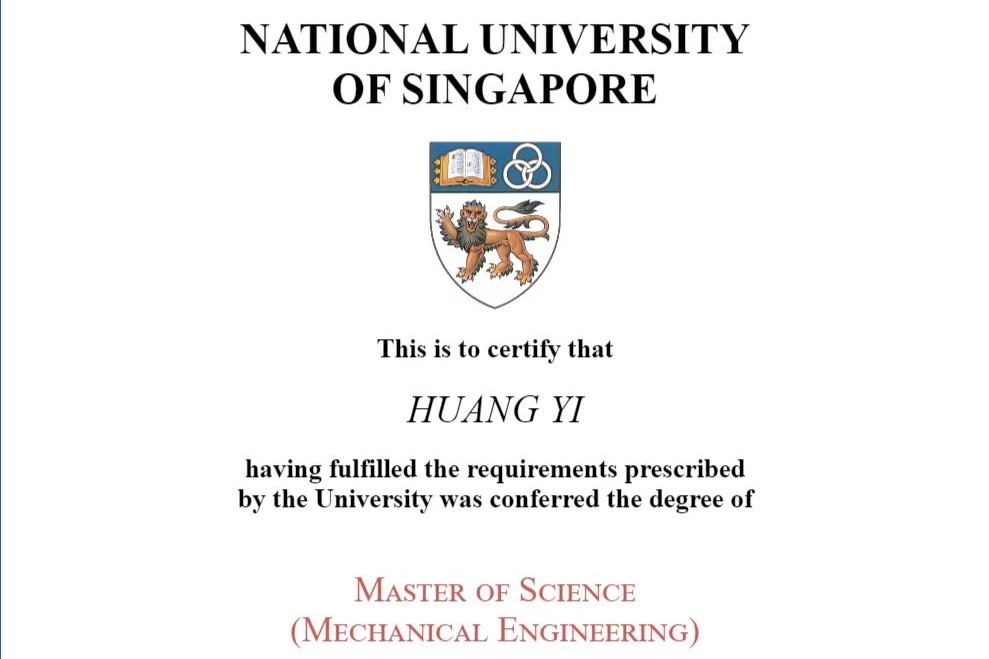 NATIONAL UNIVERSITY
OF SINGAPORE
This is to certify that
HUANG YI
having fulfilled the requirements prescribed
by the University was conferred the degree of
MASTER OF SCIENCE
(MECHANICAL ENGINEERING)